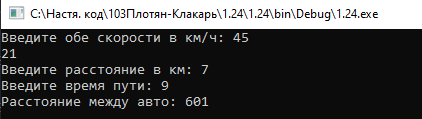 C:\Настя. код\103Плотян-Клакарь\1.24\1.24\bin\Debug\1.24.exe
Введите обе скорости в км/ч: 45
21
Введите расстояние в км: 7
Введите время пути: 9
Расстояние между авто: 601